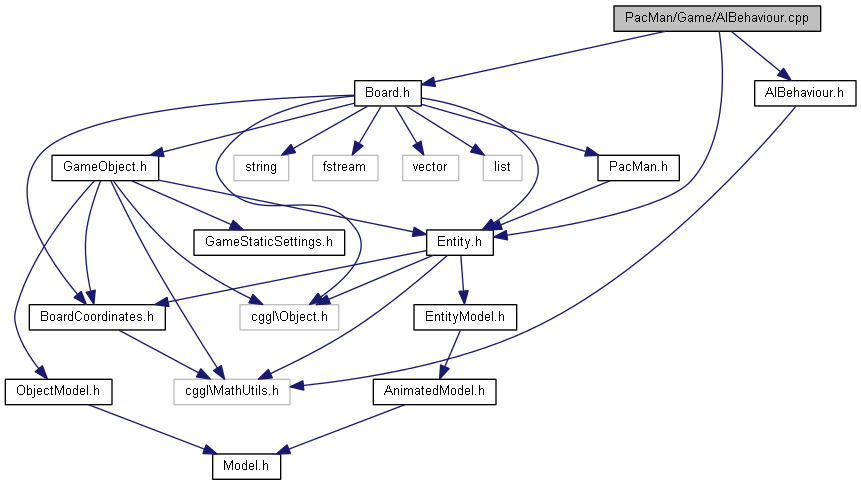 PacMan/Game/AIBehaviour.cpp
Board.h
AIBehaviour.h
GameObject.h
string
fstream
vector
list
PacMan.h
GameStaticSettings.h
Entity.h
BoardCoordinates.h
cggl\Object.h
EntityModel.h
ObjectModel.h
cggl\MathUtils.h
AnimatedModel.h
Model.h